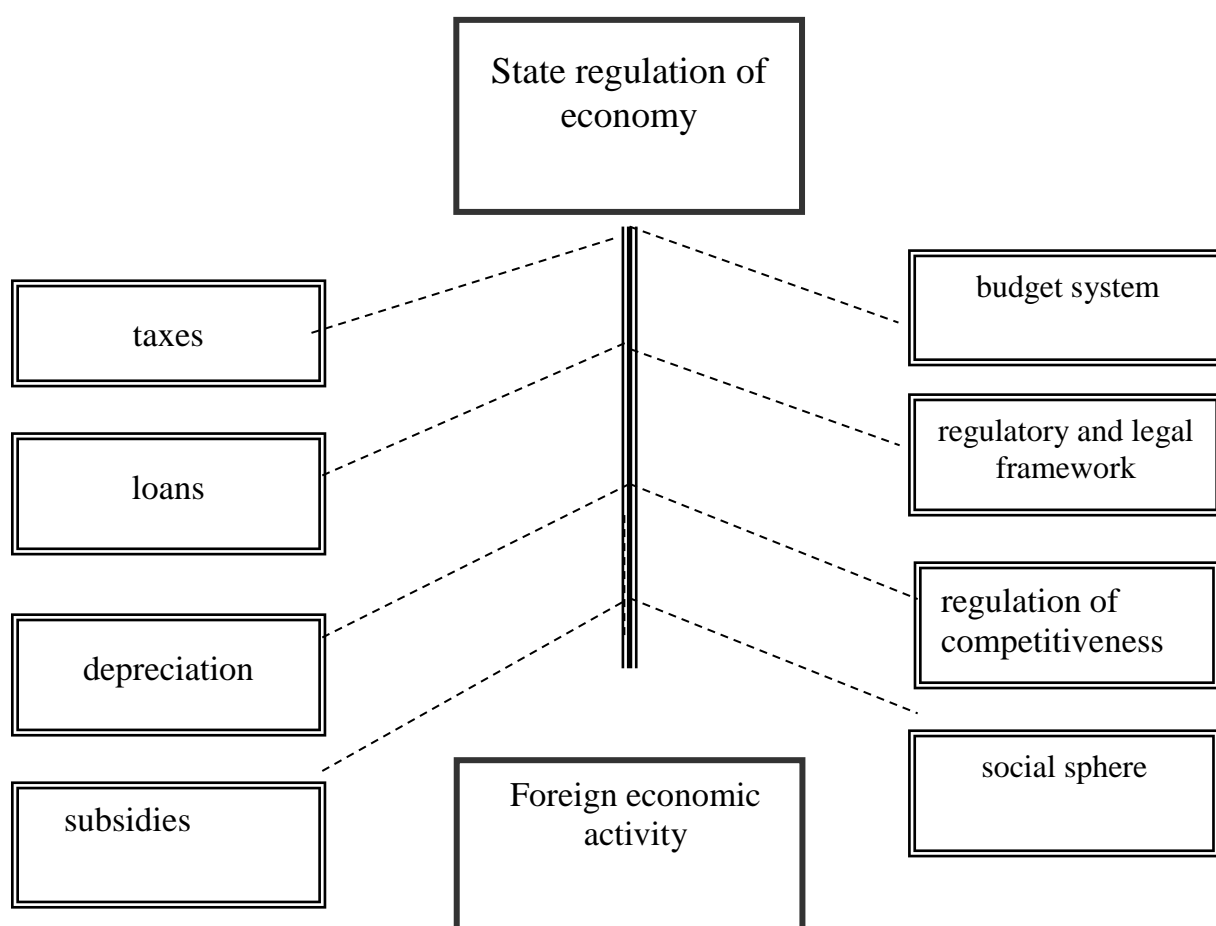 State regulation of
economy
taxes
loans
depreciation
subsidies
budget system
regulatory and legal
framework
regulation of
competitiveness
social sphere
Foreign economic
activity